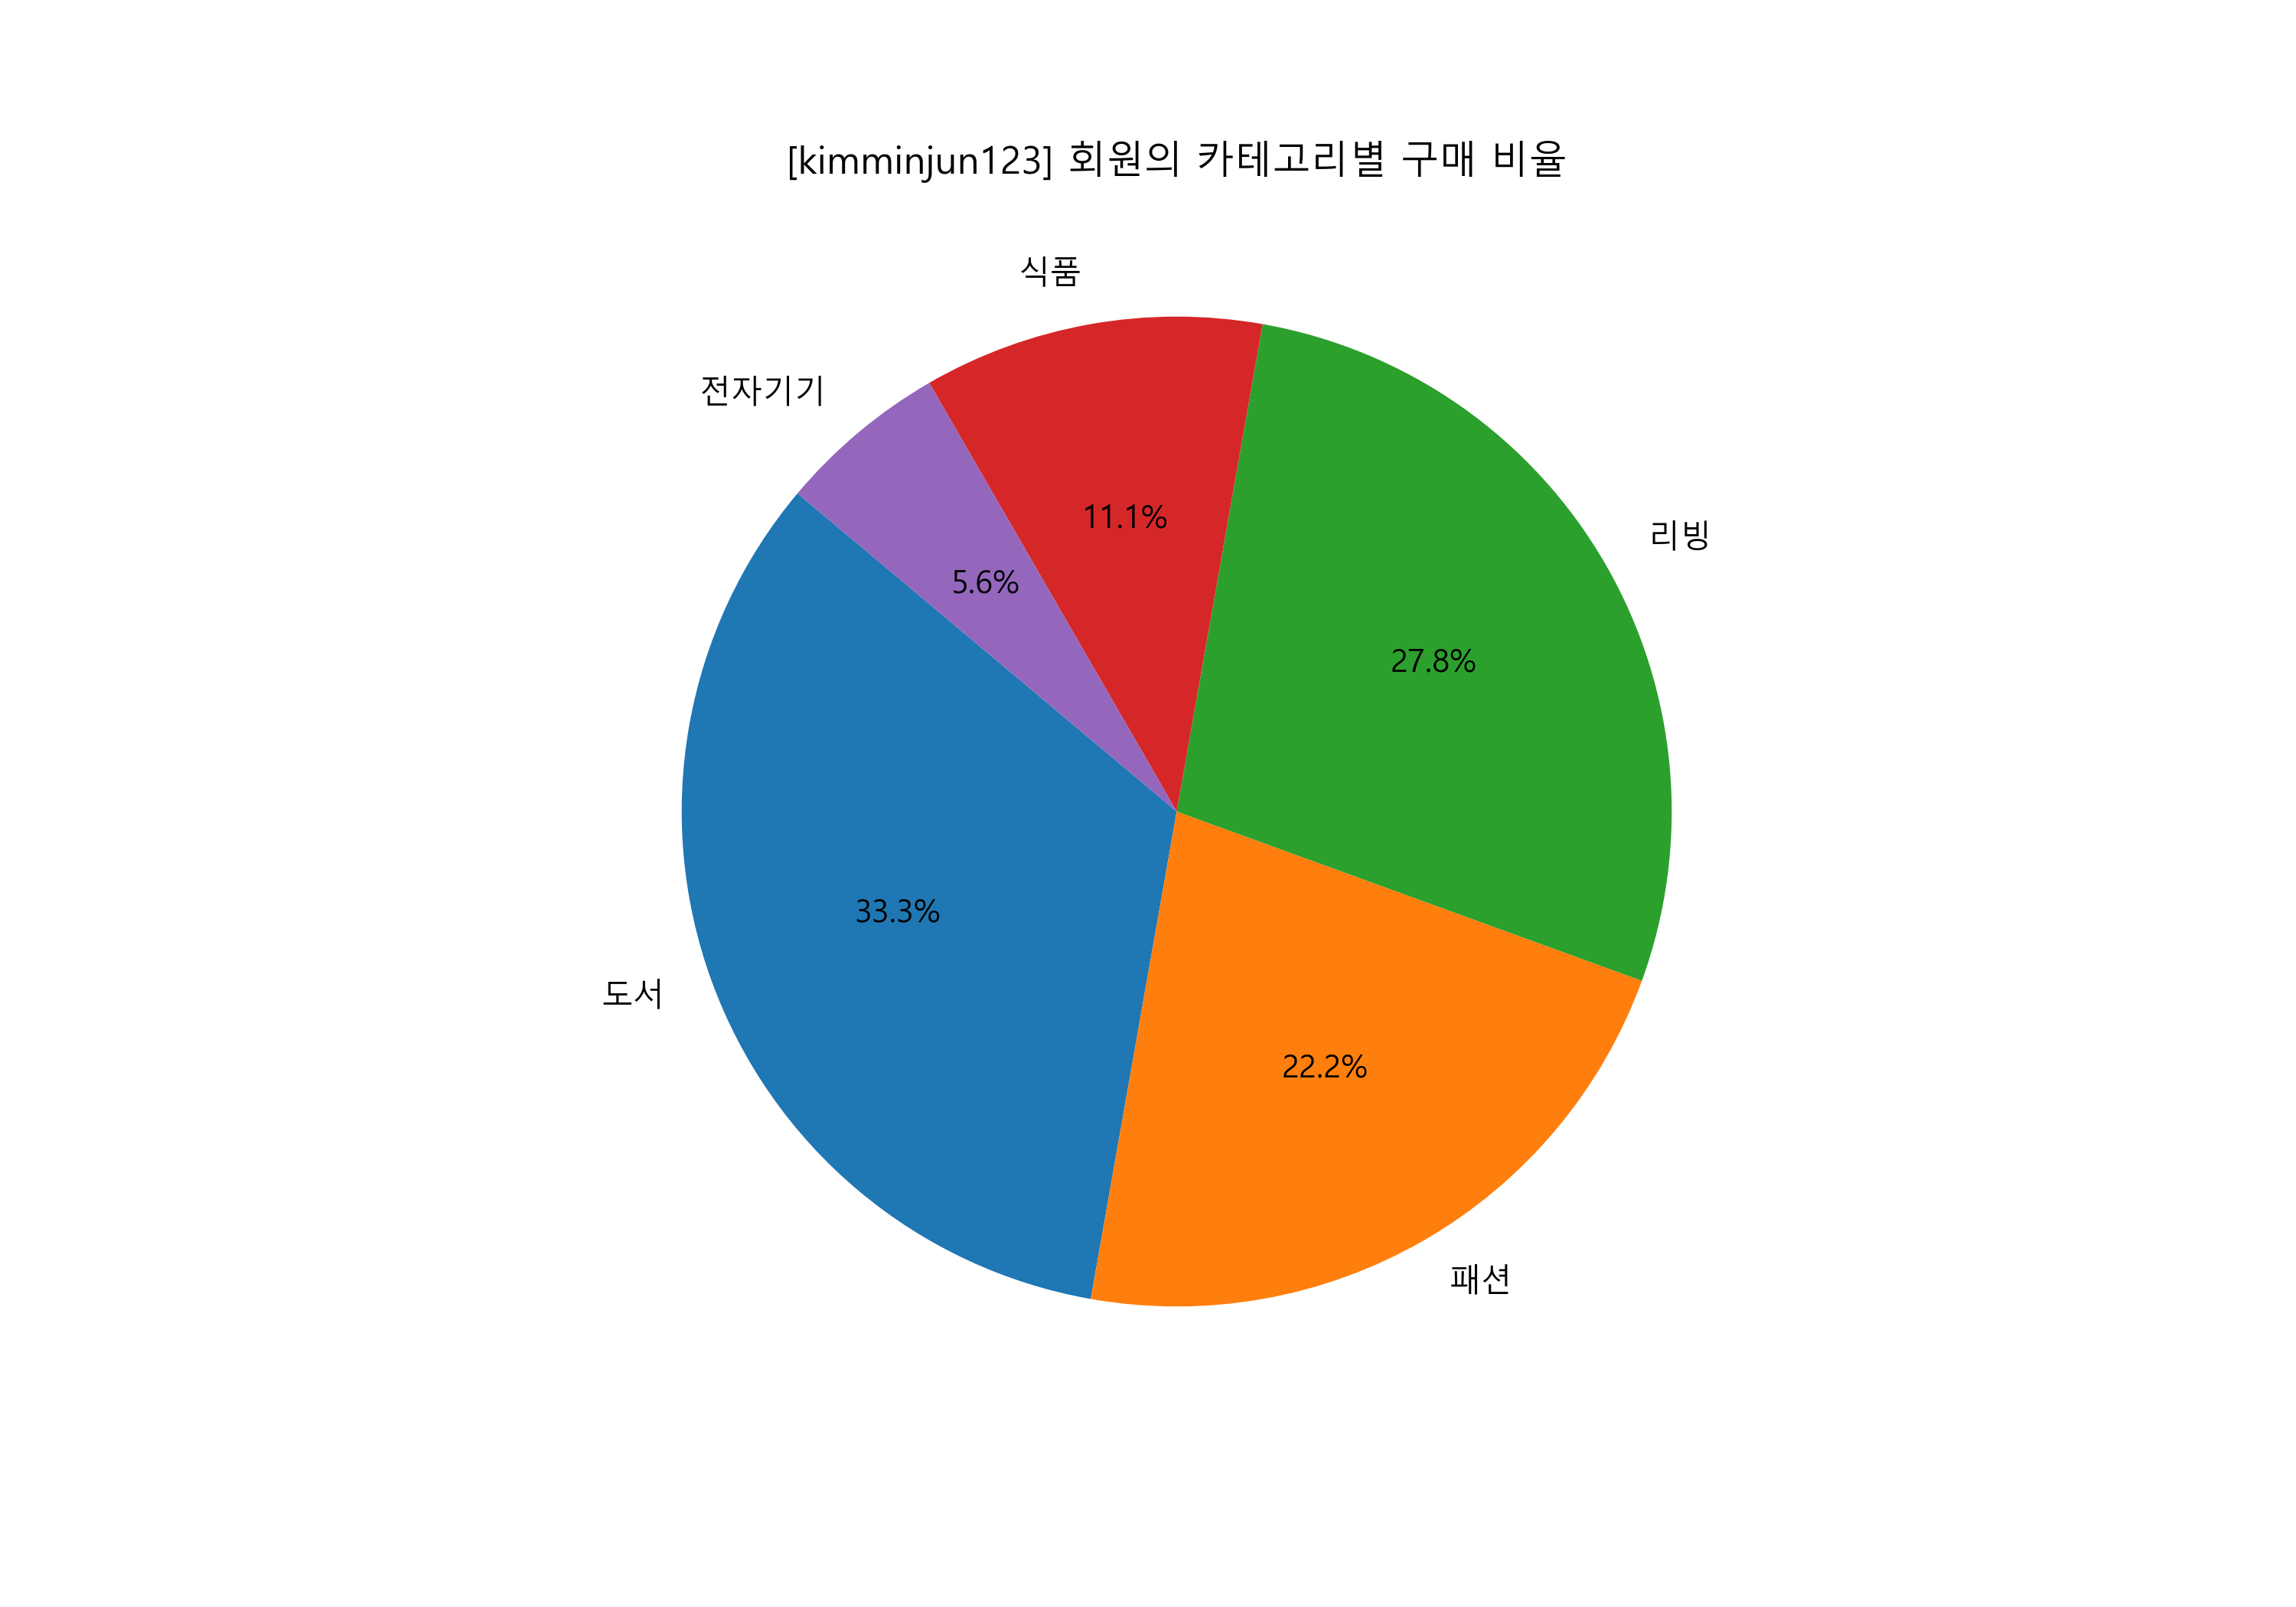 [kimminjun123] 회원의 카테고리별 구매 비율
식품
전자기기
리빙
11.1%
5.6%
27.8%
33.3%
도서
22.2%
패션